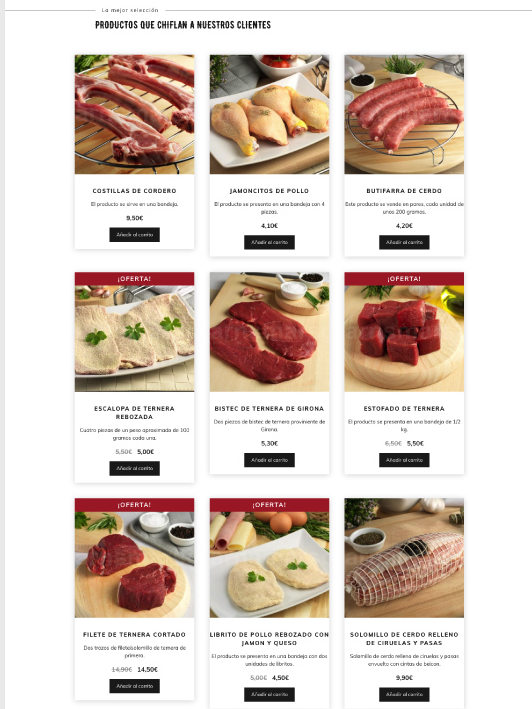 La mejor selección
PRODUCTOS QUE CHIFLAN A NUESTROS CLIENTES
COSTILLAS DE CORDERO
El producto se sirve en una bandeja.
9,50€
Añadir al carrito
JAMONCITOS DE POLLO
El producto se presenta en una bandeja con 4
piezas.
4,10€
Añadir al carrito
BUTIFARRA DE CERDO
Este producto se vende en pares, cada unidad de
unos 200 gramos.
4,20€
Añadir al carrito
¡OFERTA!
ESCALOPA DE TERNERA
REBOZADA
Cuatro piezas de un peso aproximado de 100
gramos cada una.
5,50€ 5,00€
Añadir al carrito
BISTEC DE TERNERA DE GIRONA
Dos piezas de bistec de ternera proviniente de
Girona.
5,30€
Añadir al carrito
¡OFERTA!
ESTOFADO DE TERNERA
El producto se presenta en una bandeja de 1/2
kg.
8,50€ 5,50€
Añadir al carrito
¡OFERTA!
FILETE DE TERNERA CORTADO
Dos trozos de filete/solomillo de ternera de
primera.
14,90€ 14,50€
Añadir al carrito
¡OFERTA!
LIBRITO DE POLLO REBOZADO CON
JAMON Y QUESO
El producto se presenta en una bandeja con dos
unidades de libritos.
5,00€ 4,50€
Añadir al carrito
SOLOMILLO DE CERDO RELLENO
DE CIRUELAS Y PASAS
Solomillo de cerdo relleno de ciruelas y pasas
envuelto con cintas de beicon.
9,90€
Añadir al carrito